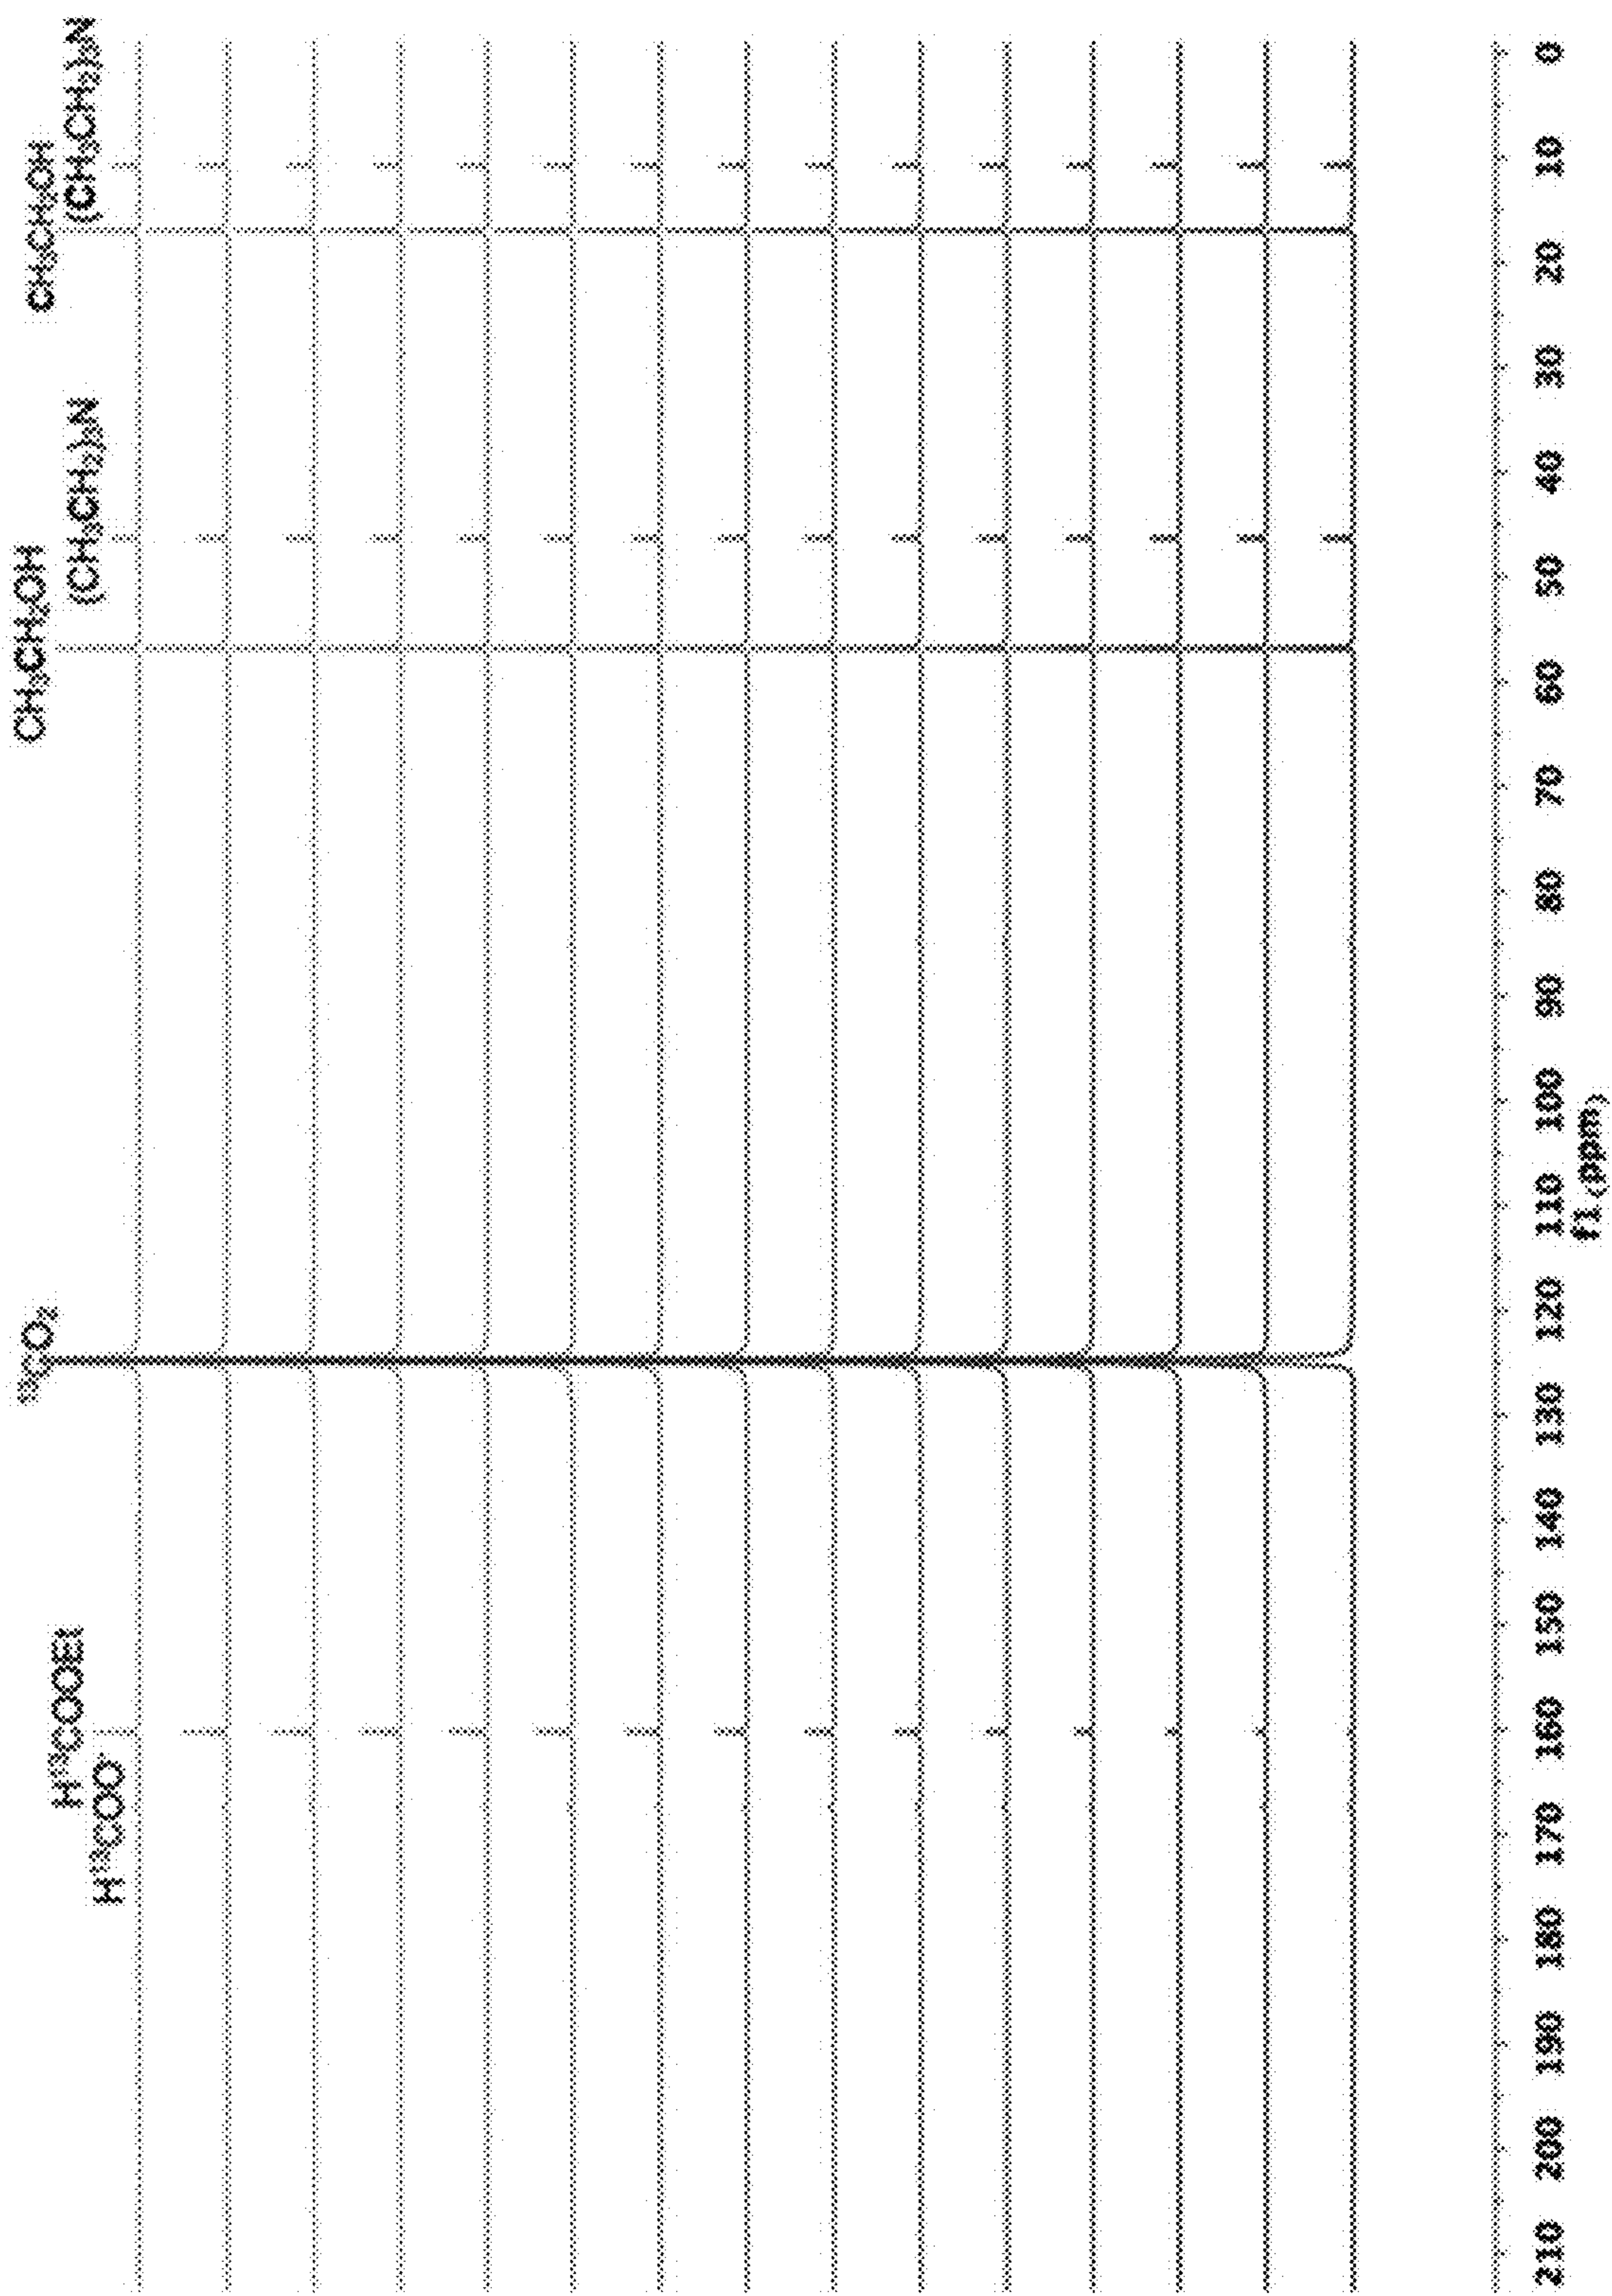 ¹³CO₂
CH₃CH₂OH
CH₃CH₂OH
H¹³COOEt
(CH₃CH₂)₃N
(CH₃CH₂)₃N
H¹³COO⁻
210 200 190 180 170 160 150 140 130 120 110 100 90 80 70 60 50 40 30 20 10 0
f1 (ppm)